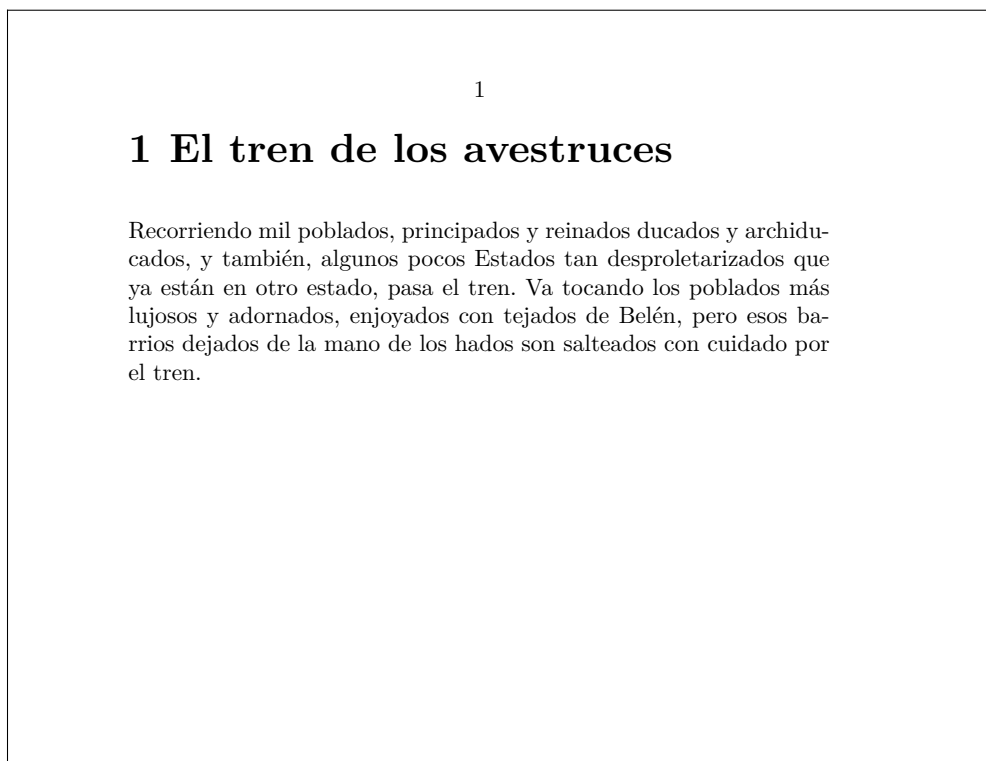 1
1 El tren de los avestruces
Recorriendo mil poblados, principados y reinados ducados y archidu-
cados, y también, algunos pocos Estados tan desproletarizados que
ya están en otro estado, pasa el tren. Va tocando los poblados más
lujosos y adornados, enjoyados con tejados de Belén, pero esos ba-
rrios dejados de la mano de los hados son salteados con cuidado por
el tren.